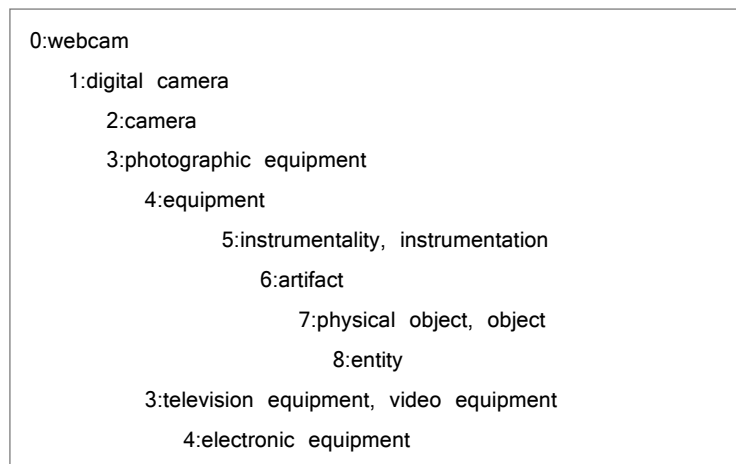 0:webcam
1:digital camera
2:camera
3:photographic equipment
4:equipment
5:instrumentality, instrumentation
6:artifact
7:physical object, object
8:entity
3:television equipment, video equipment
4:electronic equipment